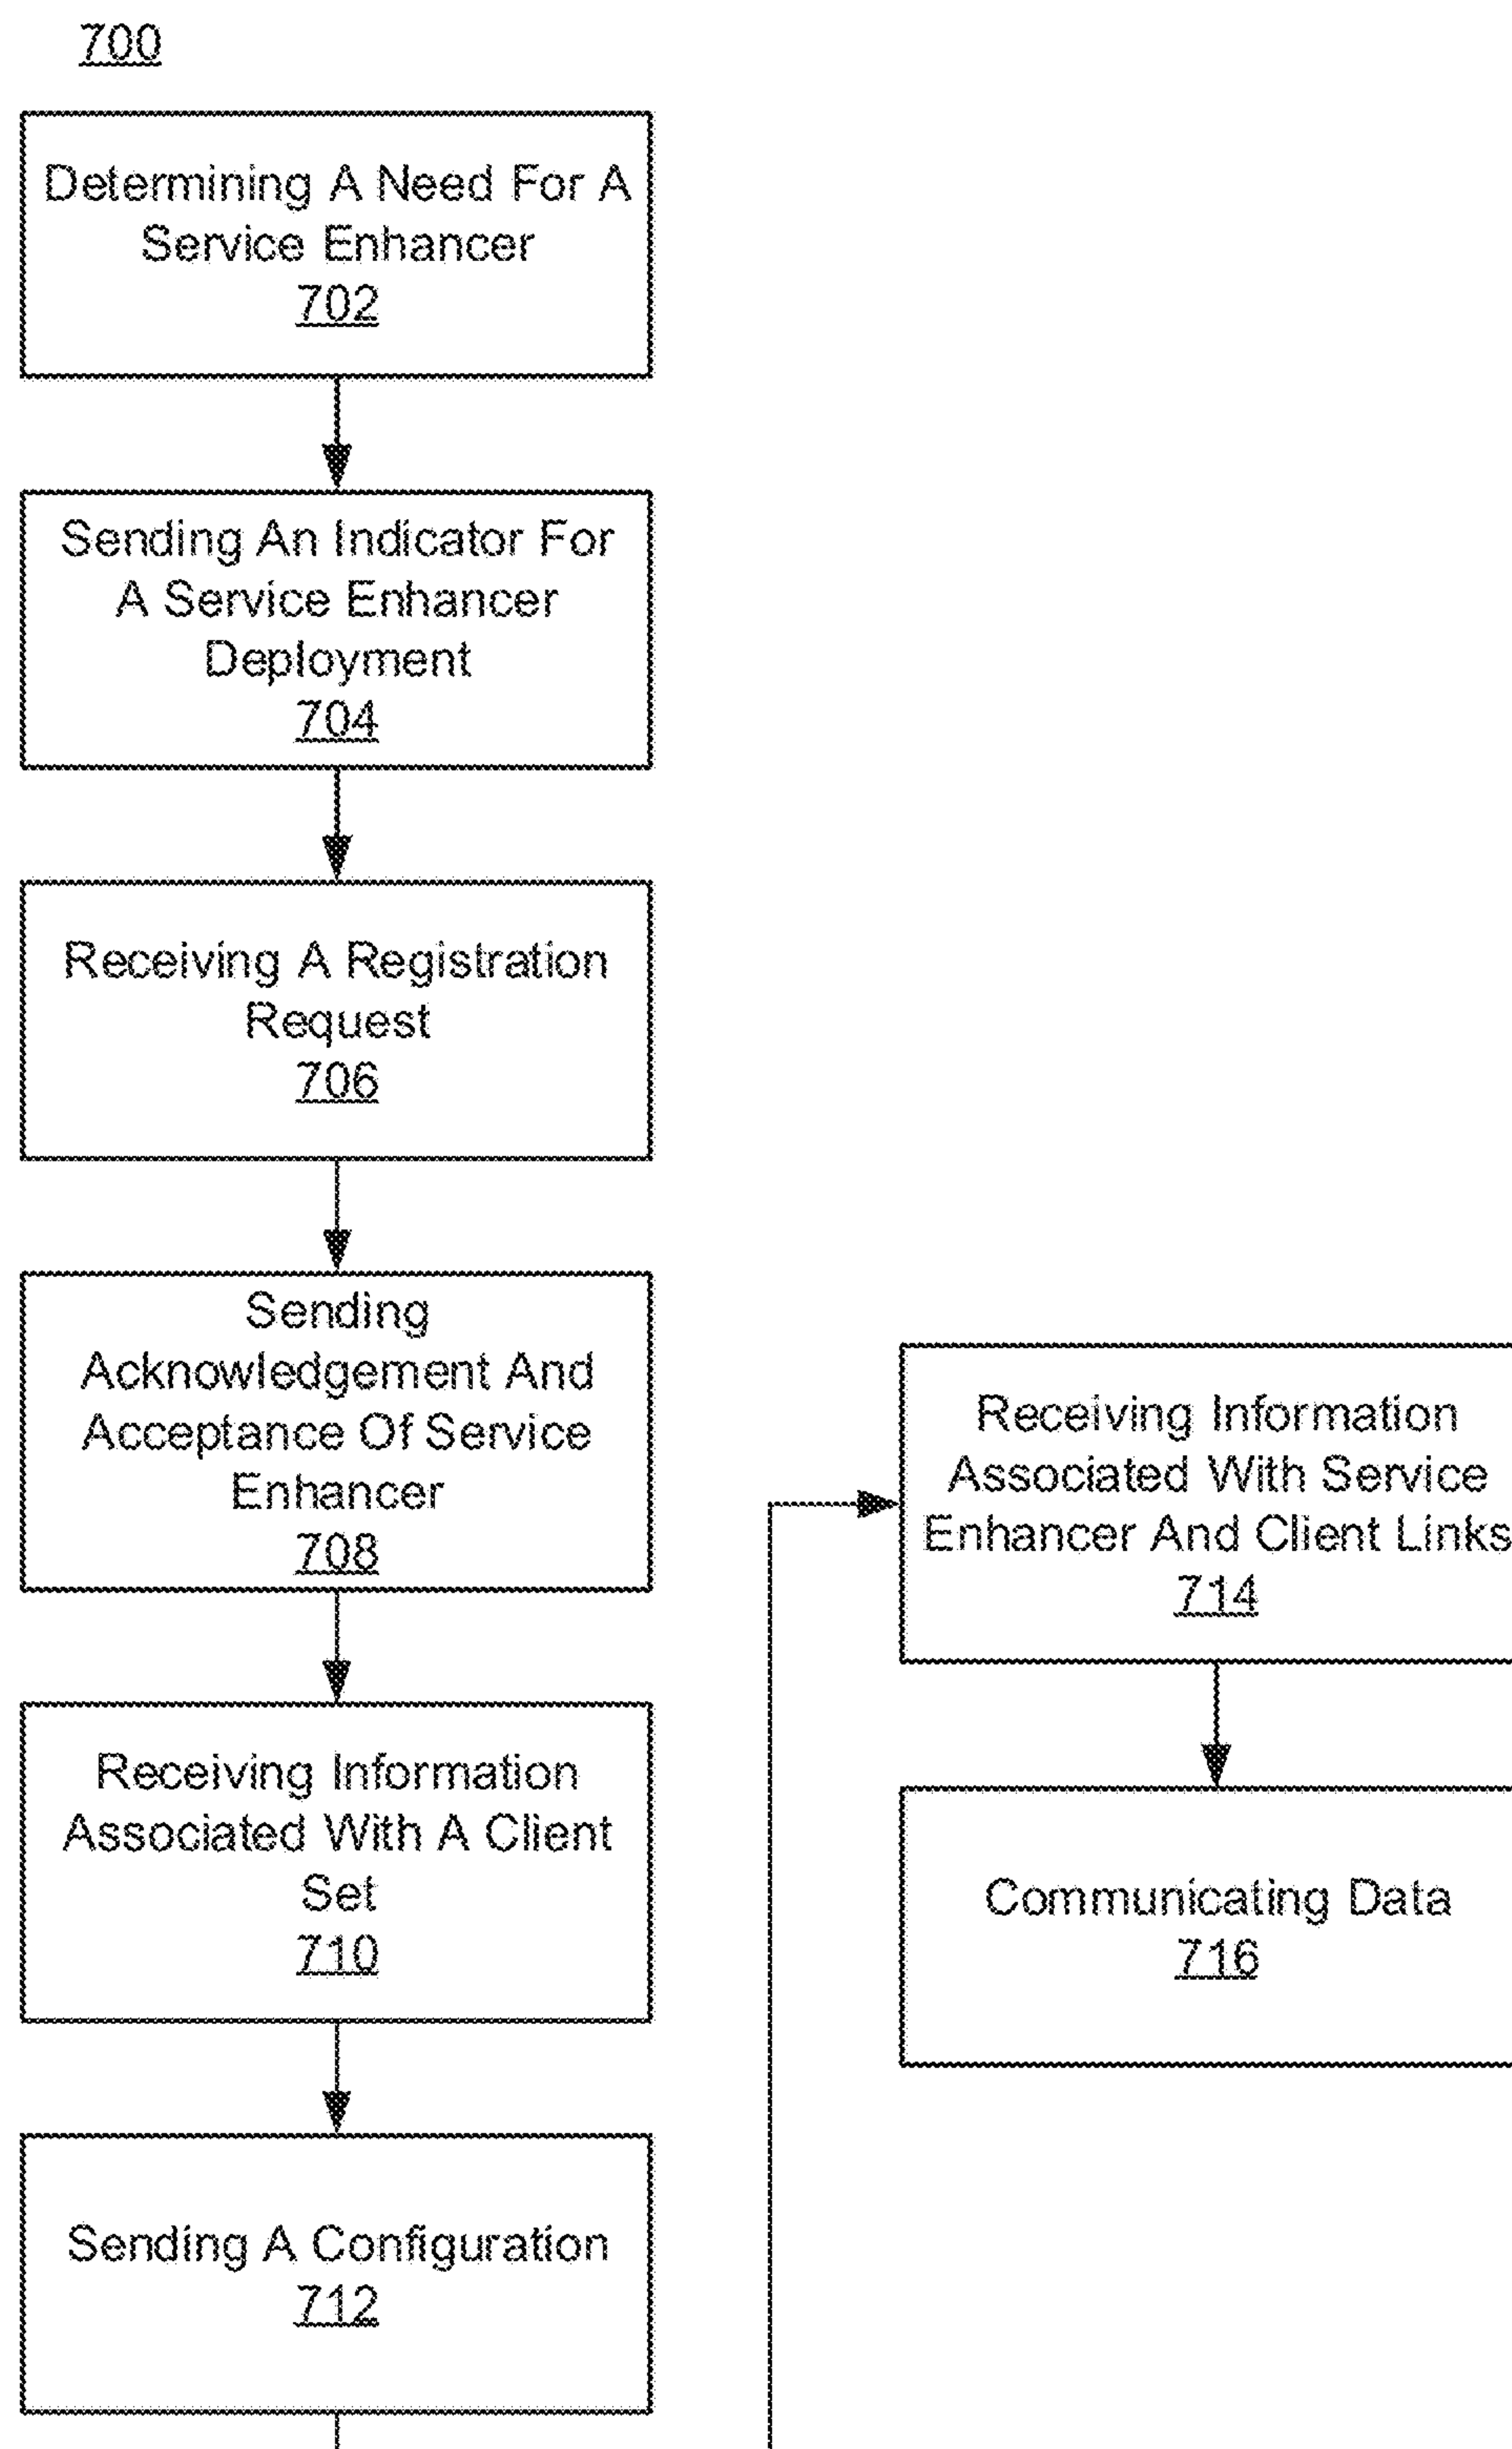 700
Determining A Need For A
Service Enhancer
702
Sending An Indicator For
A Service Enhancer
Deployment
704
Receiving A Registration
Request
706
Sending
Acknowledgement And
Acceptance Of Service
Enhancer
708
Receiving Information
Associated With A Client
Set
710
Sending A Configuration
712
Receiving Information
Associated With Service
Enhancer And Client Links
714
Communicating Data
716